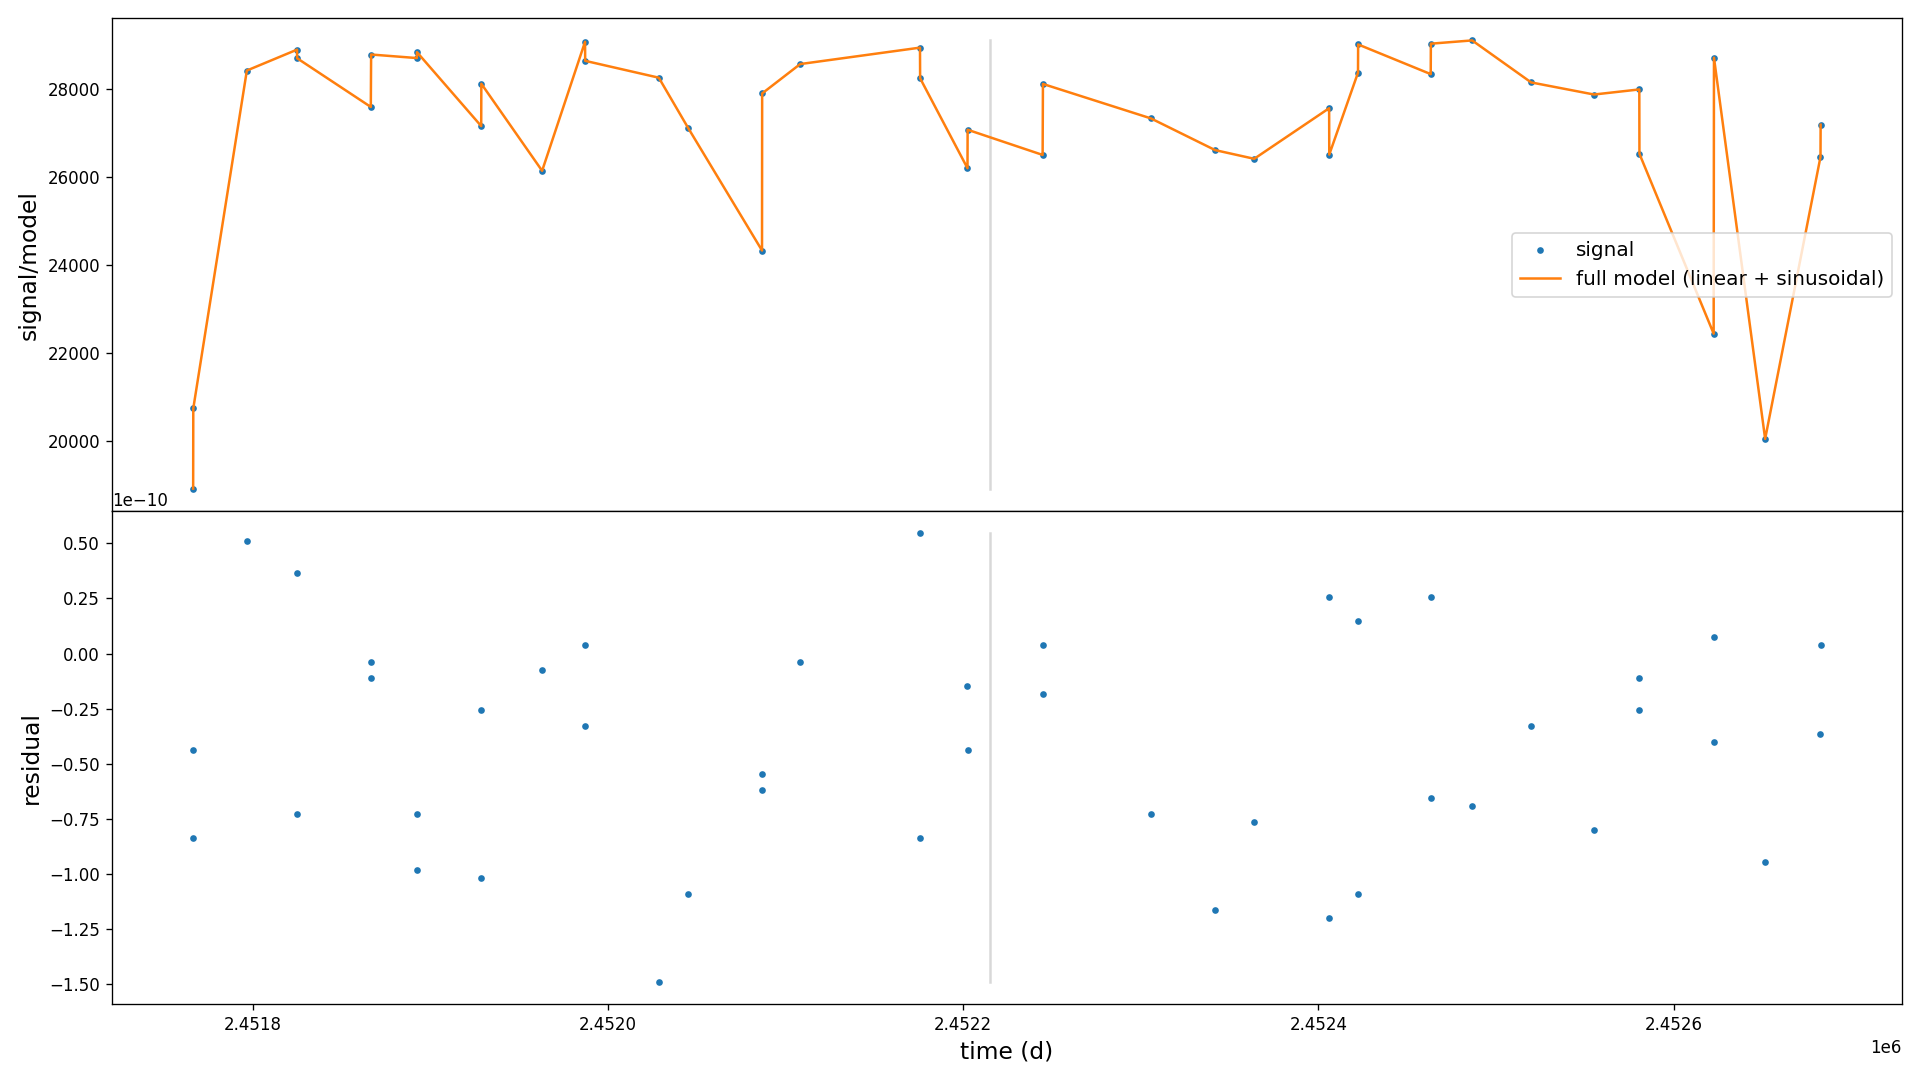 28000
26000
24000
22000
20000
signal/model
signal
full model (linear + sinusoidal)
1e−10
0.50
0.25
0.00
−0.25
−0.50
−0.75
−1.00
−1.25
−1.50
residual
2.4518 2.4520 2.4522 2.4524 2.4526
1e6
time (d)